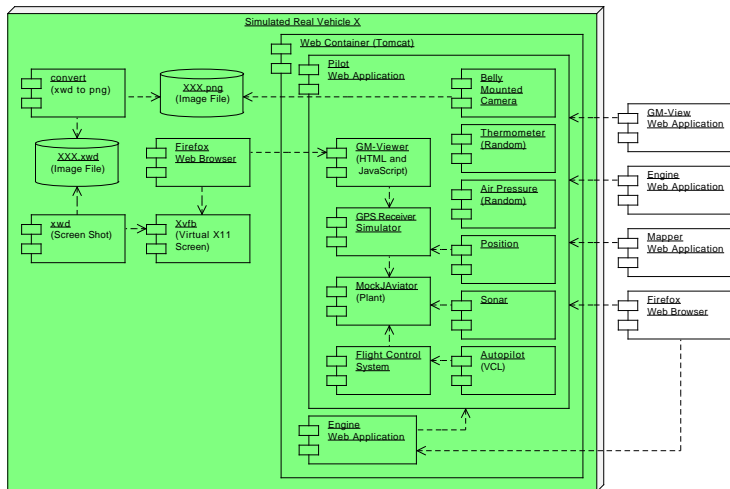 Simulated Real Vehicle X
Web Container (Tomcat)
Pilot
Web Application
convert
(xwd to png)
XXX.png
(Image File)
Belly
Mounted
Camera
GM-View
Web Application
XXX.xwd
(Image File)
Firefox
Web Browser
GM-Viewer
(HTML and
JavaScript)
Thermometer
(Random)
Engine
Web Application
Air Pressure
(Random)
xwd
(Screen Shot)
Xvfb
(Virtual X11
Screen)
GPS Receiver
Simulator
Position
Mapper
Web Application
MockJAviator
(Plant)
Sonar
Firefox
Web Browser
Flight Control
System
Autopilot
(VCL)
Engine
Web Application